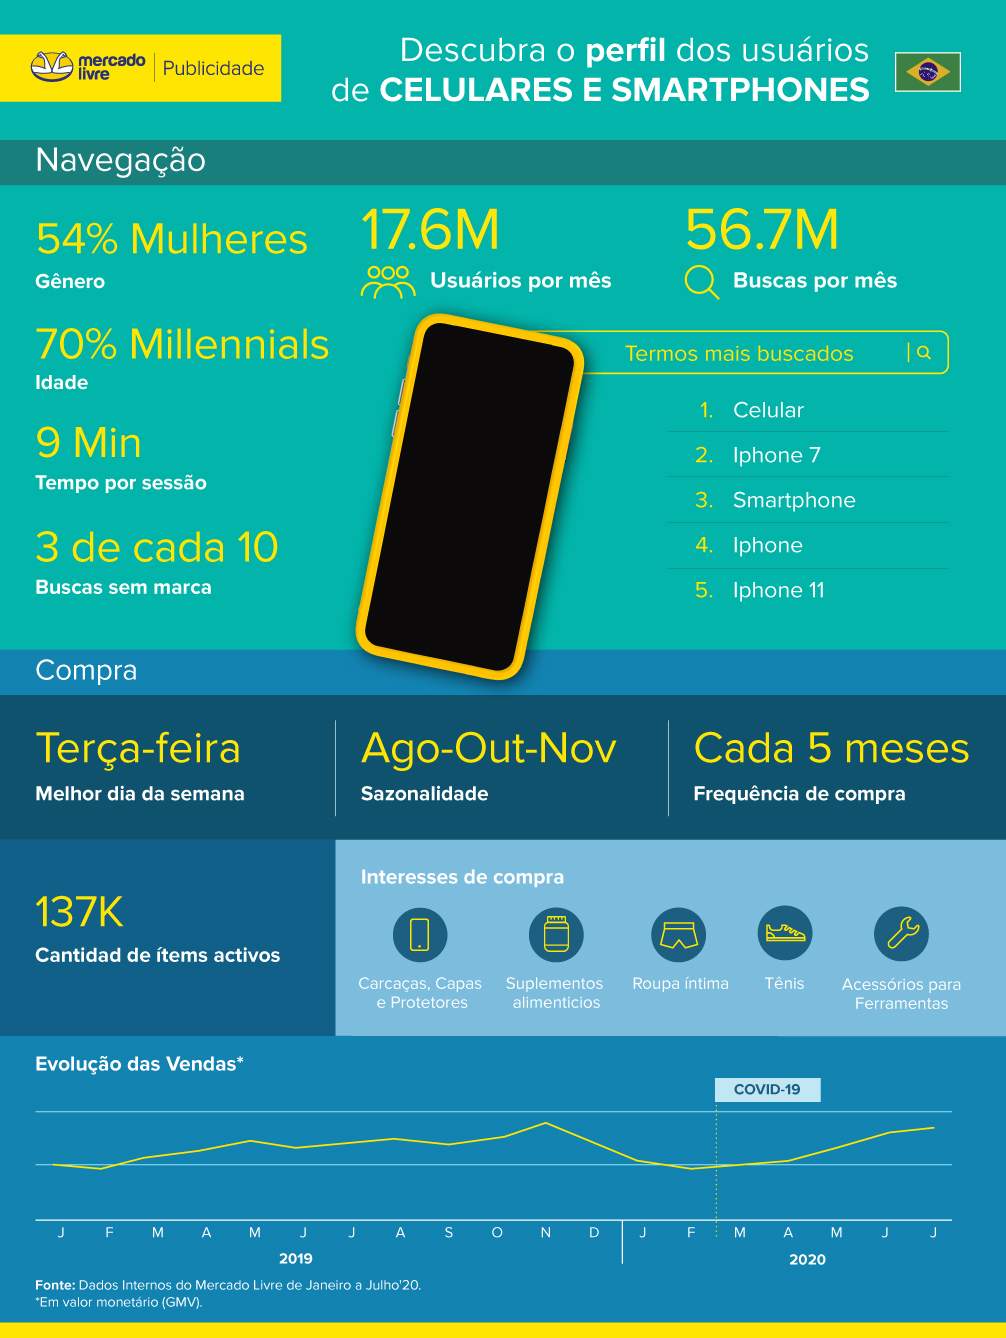 mercado
livre
Publicidade
Descubra o perfil dos usuários
de CELULARES E SMARTPHONES
Navegação
54% Mulheres
Gênero
17.6M
Usuários por mês
56.7M
Buscas por mês
70% Millennials
Idade
9 Min
Tempo por sessão
3 de cada 10
Buscas sem marca
Termos mais buscados
1. Celular
2. Iphone 7
3. Smartphone
4. Iphone
5. Iphone 11
Compra
Terça-feira
Melhor dia da semana
Ago-Out-Nov
Sazonalidade
Cada 5 meses
Frequência de compra
137K
Cantidad de ítems activos
Interesses de compra
Carcaças, Capas
e Protetores
Suplementos
alimenticios
Roupa íntima
Tênis
Acessórios para
Ferramentas
Evolução das Vendas*
COVID-19
J F M A M J J A S O N D J F M A M J J
2019 2020
Fonte: Dados Internos do Mercado Livre de Janeiro a Julho'20.
*Em valor monetário (GMV).